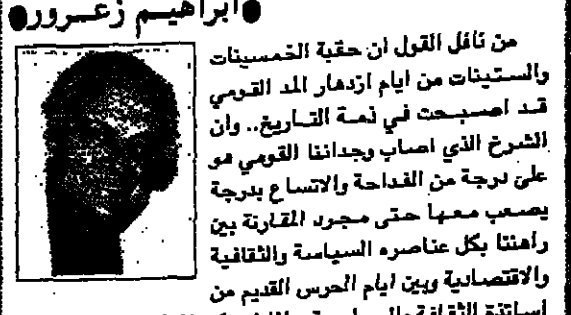 ●ابراهيم زعرور●
من نافل القول ان حقبة الخمسينات
والستينات من ايام ازدهار المد القومي
قد اصبحت في ذمة التاريخ.. وان
الشرخ الذي اصاب وجداننا القومي هو
على درجة من الفداحة والاتساع بدرجة
يصعب معها حتى مجرد المقارنة بين
راهننا بكل عناصره السياسة والثقافية
والاقتصادية وبين ايام الحرس القديم من
اساتذة الثقافة